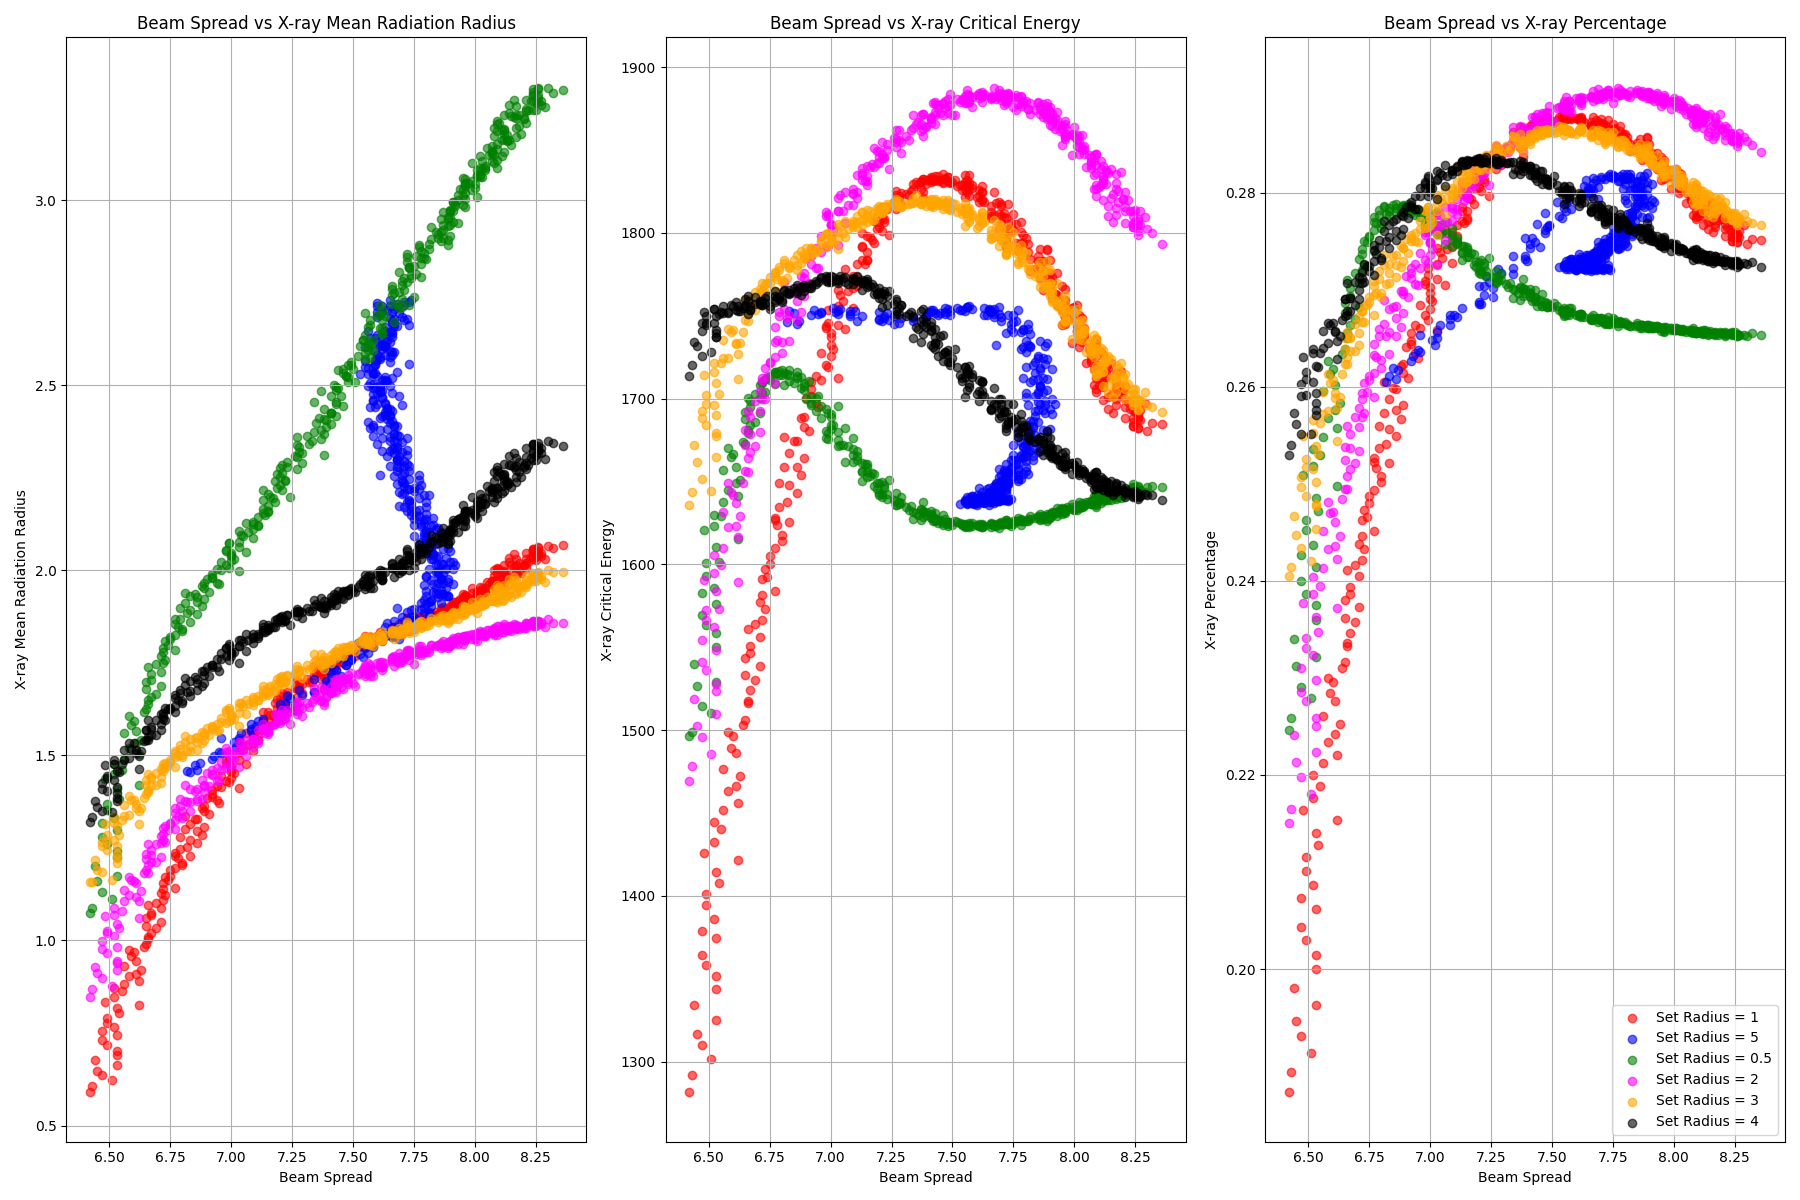 Beam Spread vs X-ray Mean Radiation Radius
X-ray Mean Radiation Radius
3.0
2.5
2.0
1.5
1.0
0.5
6.50 6.75 7.00 7.25 7.50 7.75 8.00 8.25
Beam Spread
Beam Spread vs X-ray Critical Energy
X-ray Critical Energy
1900
1800
1700
1600
1500
1400
1300
6.50 6.75 7.00 7.25 7.50 7.75 8.00 8.25
Beam Spread
Beam Spread vs X-ray Percentage
X-ray Percentage
0.28
0.26
0.24
0.22
0.20
6.50 6.75 7.00 7.25 7.50 7.75 8.00 8.25
Beam Spread
Set Radius = 1
Set Radius = 5
Set Radius = 0.5
Set Radius = 2
Set Radius = 3
Set Radius = 4